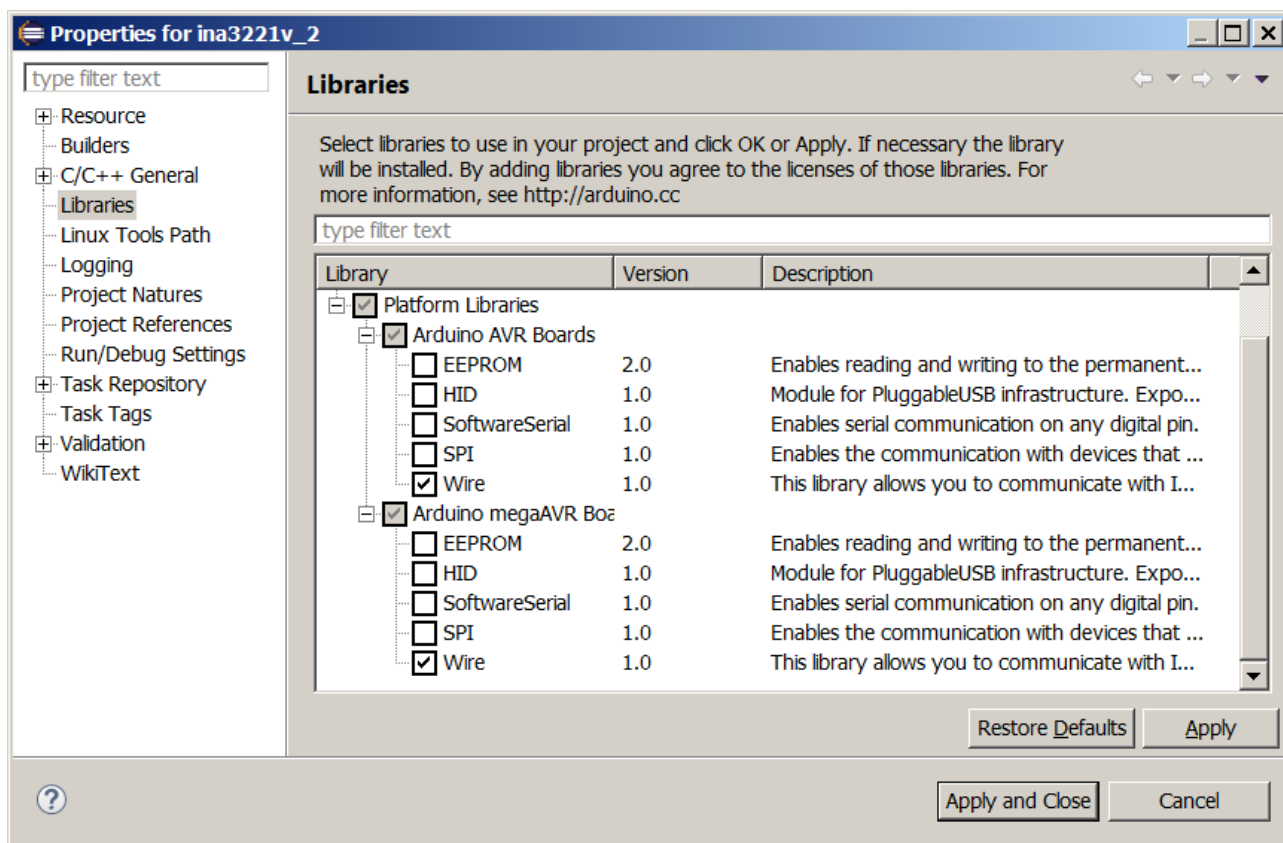 Properties for ina3221v_2
type filter text
Resource
Builders
C/C++ General
Libraries
Linux Tools Path
Logging
Project Natures
Project References
Run/Debug Settings
Task Repository
Task Tags
Validation
WikiText
Libraries
Select libraries to use in your project and click OK or Apply. If necessary the library
will be installed. By adding libraries you agree to the licenses of those libraries. For
more information, see http://arduino.cc
type filter text
Library Version Description
Platform Libraries
Arduino AVR Boards
EEPROM 2.0 Enables reading and writing to the permanent...
HID 1.0 Module for PluggableUSB infrastructure. Expo...
SoftwareSerial 1.0 Enables serial communication on any digital pin.
SPI 1.0 Enables the communication with devices that ...
Wire 1.0 This library allows you to communicate with I...
Arduino megaAVR Boa
EEPROM 2.0 Enables reading and writing to the permanent...
HID 1.0 Module for PluggableUSB infrastructure. Expo...
SoftwareSerial 1.0 Enables serial communication on any digital pin.
SPI 1.0 Enables the communication with devices that ...
Wire 1.0 This library allows you to communicate with I...
Restore Defaults Apply
? Apply and Close Cancel